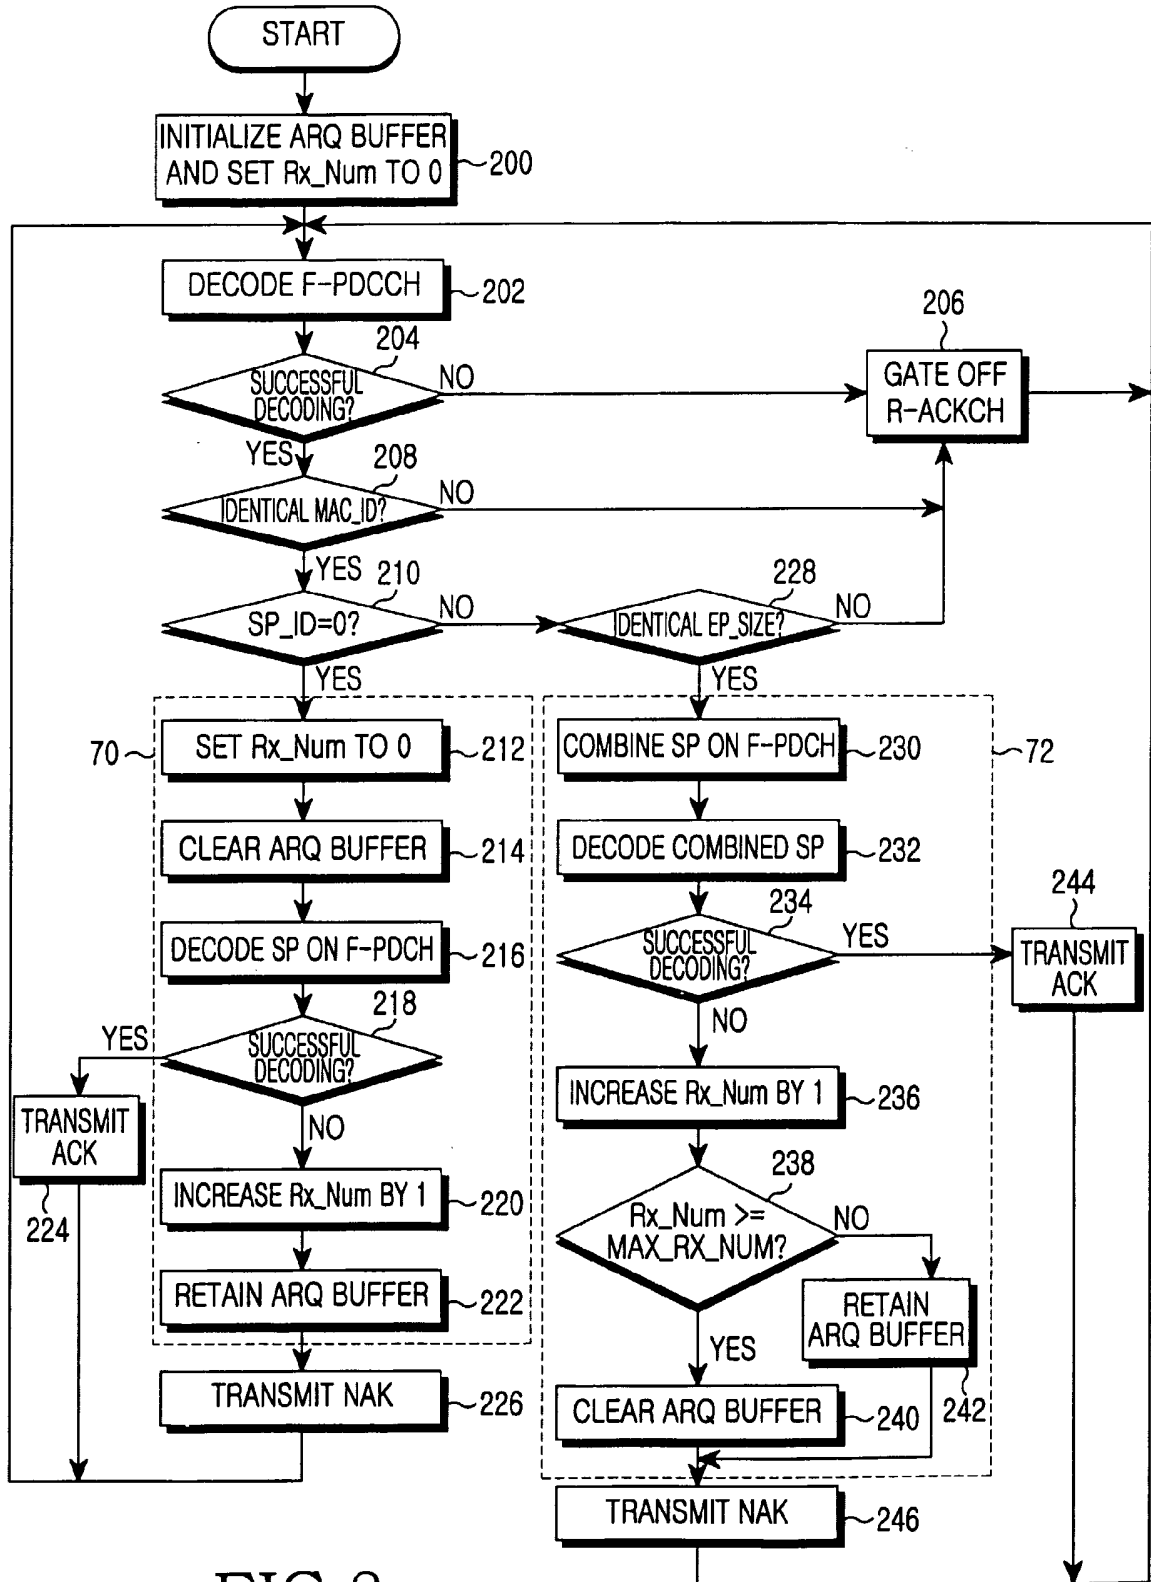 START
INITIALIZE ARQ BUFFER
AND SET Rx_Num TO 0
200
DECODE F-PDCCH
202
204
SUCCESSFUL
DECODING?
NO
206
GATE OFF
R-ACKCH
YES
208
IDENTICAL MAC_ID?
NO
YES
210
SP_ID=0?
NO
228
IDENTICAL EP_SIZE?
NO
YES
YES
70
SET Rx_Num TO 0
212
CLEAR ARQ BUFFER
214
DECODE SP ON F-PDCH
216
218
SUCCESSFUL
DECODING?
YES
TRANSMIT
ACK
224
NO
INCREASE Rx_Num BY 1
220
RETAIN ARQ BUFFER
222
TRANSMIT NAK
226
COMBINE SP ON F-PDCH
230
72
DECODE COMBINED SP
232
234
SUCCESSFUL
DECODING?
YES
244
TRANSMIT
ACK
NO
INCREASE Rx_Num BY 1
236
238
Rx_Num >=
MAX_RX_NUM?
NO
RETAIN
ARQ BUFFER
242
YES
CLEAR ARQ BUFFER
240
TRANSMIT NAK
246